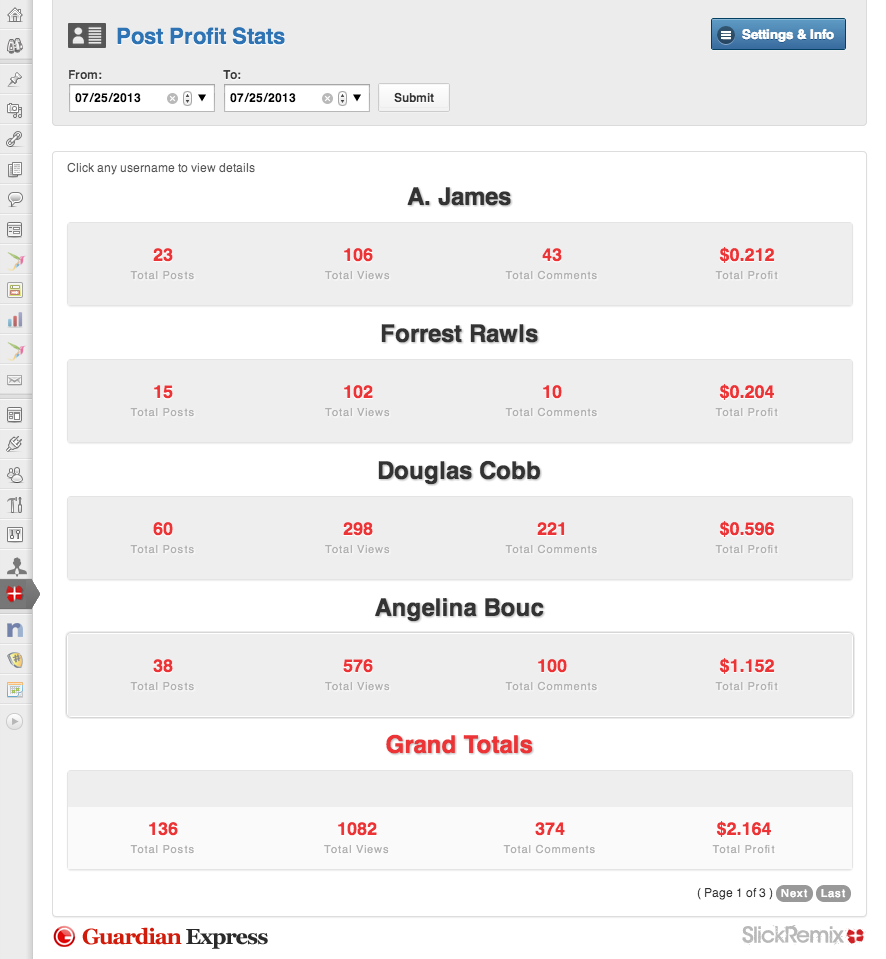 Post Profit Stats
Settings & Info
From: To:
07/25/2013 07/25/2013 Submit
Click any username to view details
A. James
23 106 43 $0.212
Total Posts Total Views Total Comments Total Profit
Forrest Rawls
15 102 10 $0.204
Total Posts Total Views Total Comments Total Profit
Douglas Cobb
60 298 221 $0.596
Total Posts Total Views Total Comments Total Profit
Angelina Bouc
38 576 100 $1.152
Total Posts Total Views Total Comments Total Profit
Grand Totals
136 1082 374 $2.164
Total Posts Total Views Total Comments Total Profit
( Page 1 of 3 ) Next Last
Guardian Express SlickRemix